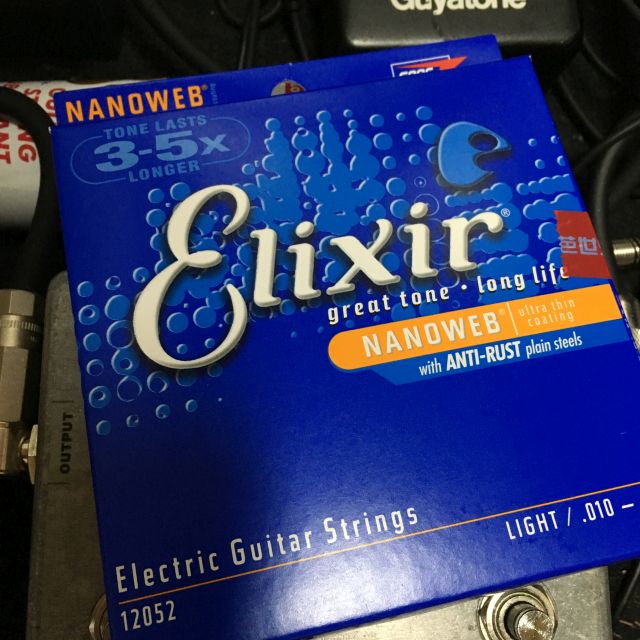 Guyatone
NANOWEB®
TONE LASTS
3-5x
LONGER
e
Elixir®
great tone • long life
NANOWEB®
ultra thin
coating
with ANTI-RUST plain steels
OUTPUT
Electric Guitar Strings
LIGHT / .010 –
12052